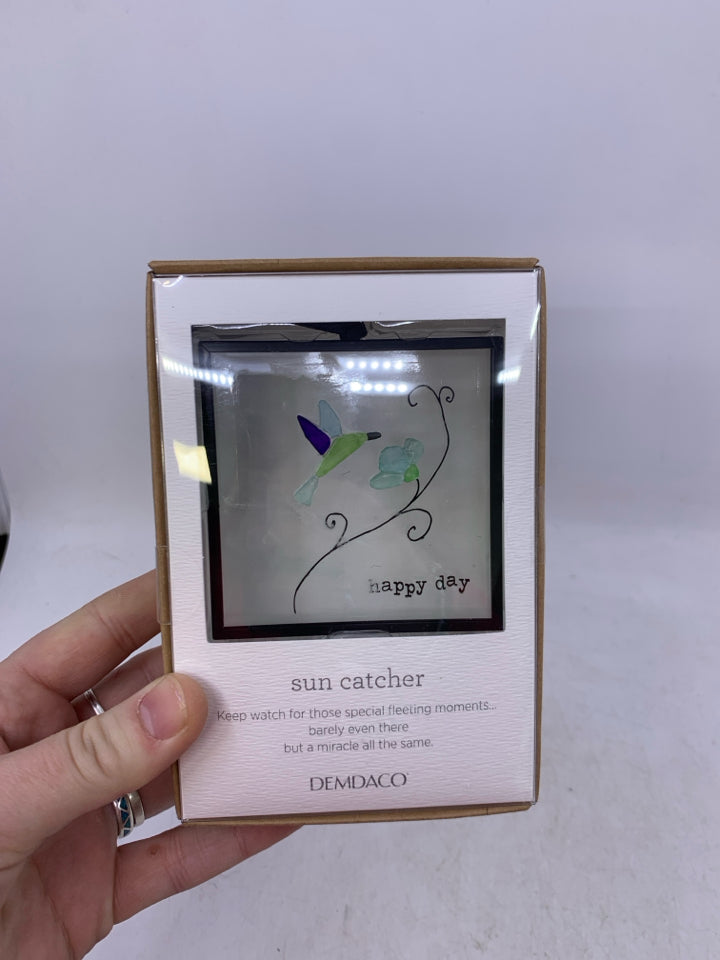 happy day
sun catcher
Keep watch for those special fleeting moments...
barely even there
but a miracle all the same.
DEMDACO